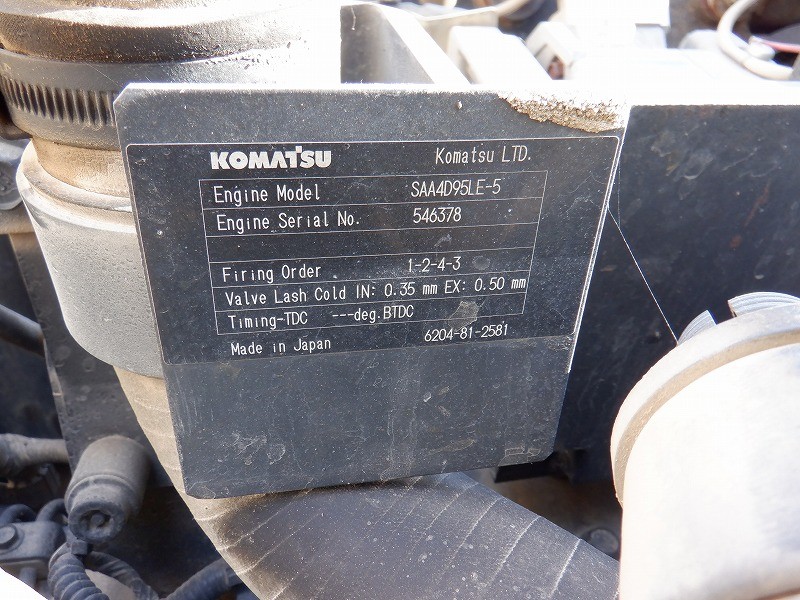 KOMATSU Komatsu LTD.
Engine Model SAA4D95LE-5
Engine Serial No. 546378
Firing Order 1-2-4-3
Valve Lash Cold IN: 0.35 mm EX: 0.50 mm
Timing-TDC ---deg.BTDC
Made in Japan 6204-81-2581